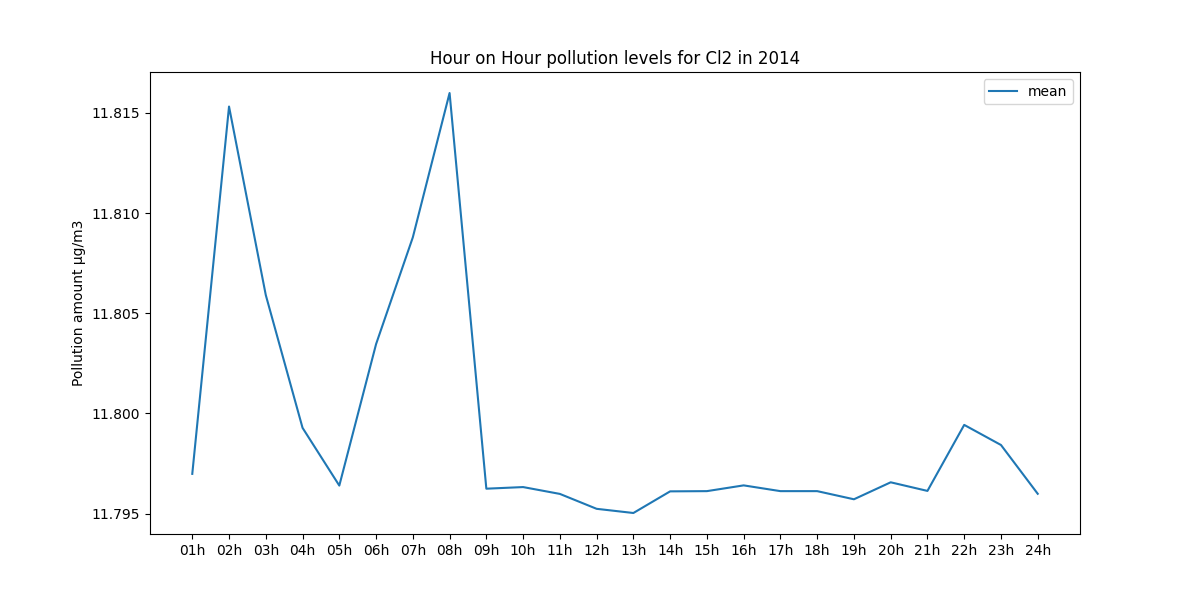 Hour on Hour pollution levels for Cl2 in 2014
mean
Pollution amount µg/m3
11.815
11.810
11.805
11.800
11.795
01h 02h 03h 04h 05h 06h 07h 08h 09h 10h 11h 12h 13h 14h 15h 16h 17h 18h 19h 20h 21h 22h 23h 24h